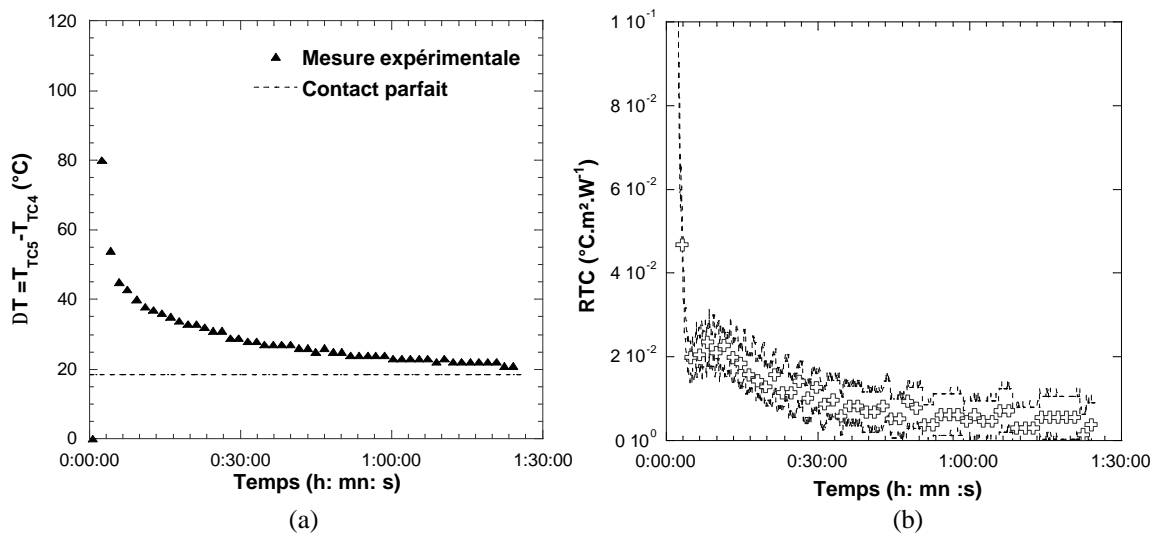 120
100
80
60
40
20
0
DT = T_TC5-T_TC4 (°C)
Mesure expérimentale
Contact parfait
0:00:00 0:30:00 1:00:00 1:30:00
Temps (h: mn: s)
(a)
1 10⁻¹
8 10⁻²
6 10⁻²
4 10⁻²
2 10⁻²
0 10⁰
RTC (°C.m².W⁻¹)
0:00:00 0:30:00 1:00:00 1:30:00
Temps (h: mn :s)
(b)